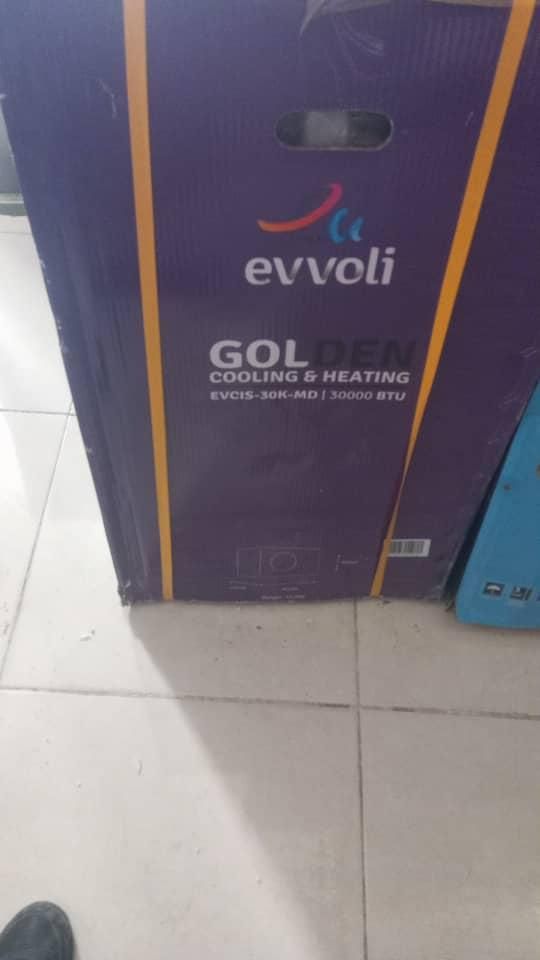 evvoli
GOLDEN
COOLING & HEATING
EVCIS-30K-MD | 30000 BTU